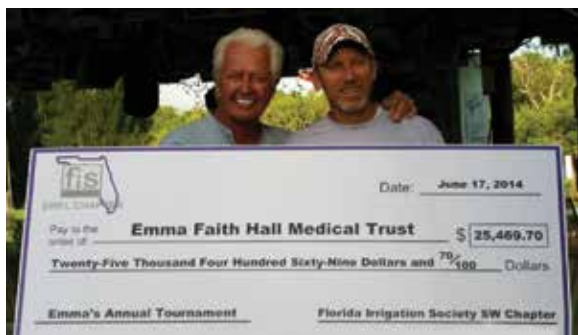 fis
Date: June 17, 2014
Pay to the
order of: Emma Faith Hall Medical Trust $ 25,469.70
Twenty-Five Thousand Four Hundred Sixty-Nine Dollars and 70/100 Dollars
Emma's Annual Tournament Florida Irrigation Society SW Chapter